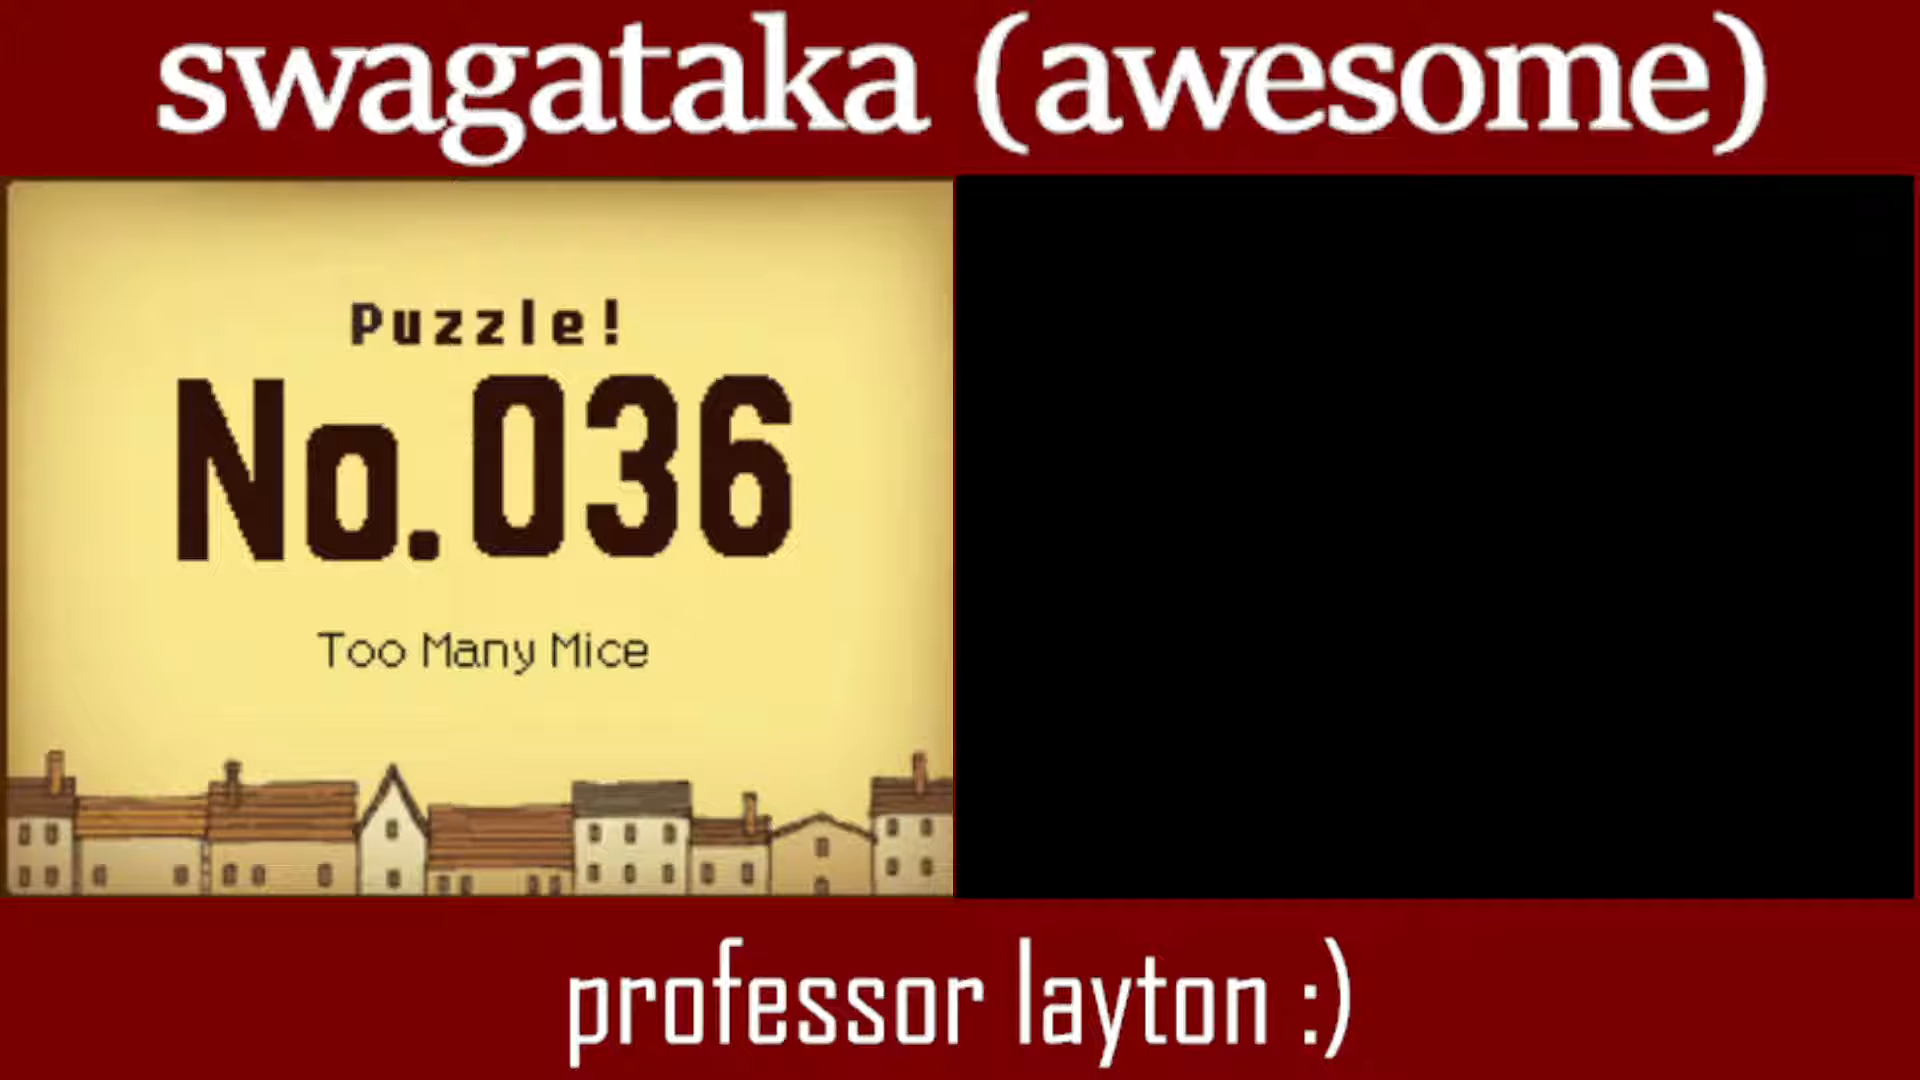 swagataka (awesome)
Puzzle!
No.036
Too Many Mice
professor layton :)